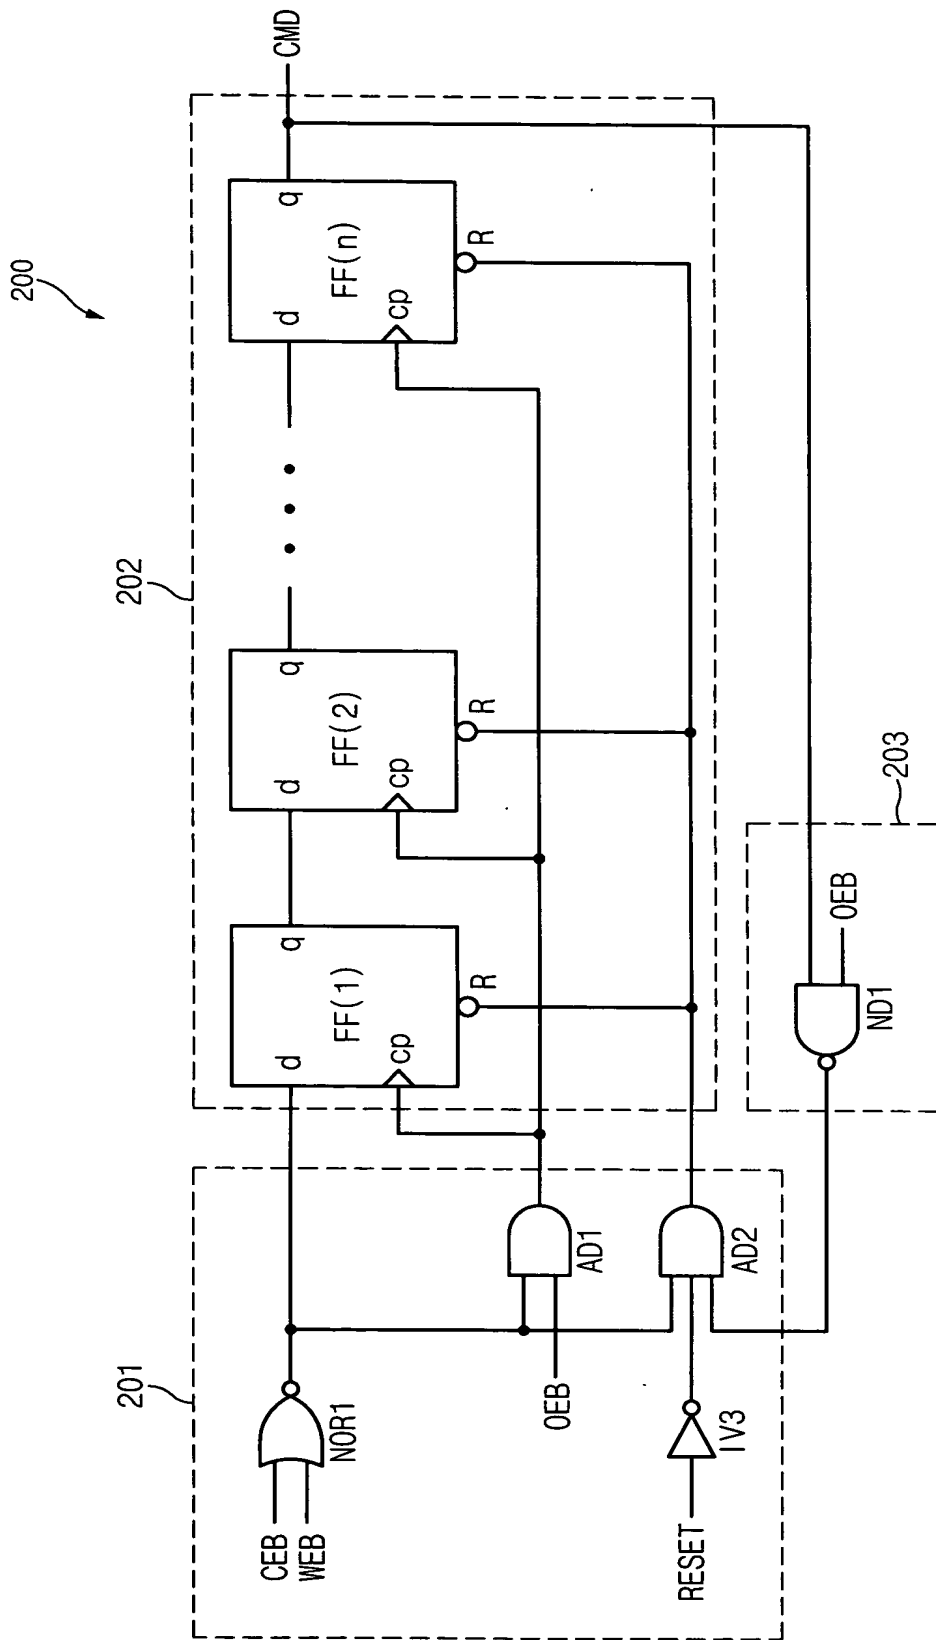 200
202
CMD
d
q
FF(1)
cp
R
d
q
FF(2)
cp
R
d
q
FF(n)
cp
R
201
CEB
WEB
NOR1
OEB
AD1
RESET
IV3
AD2
203
OEB
ND1